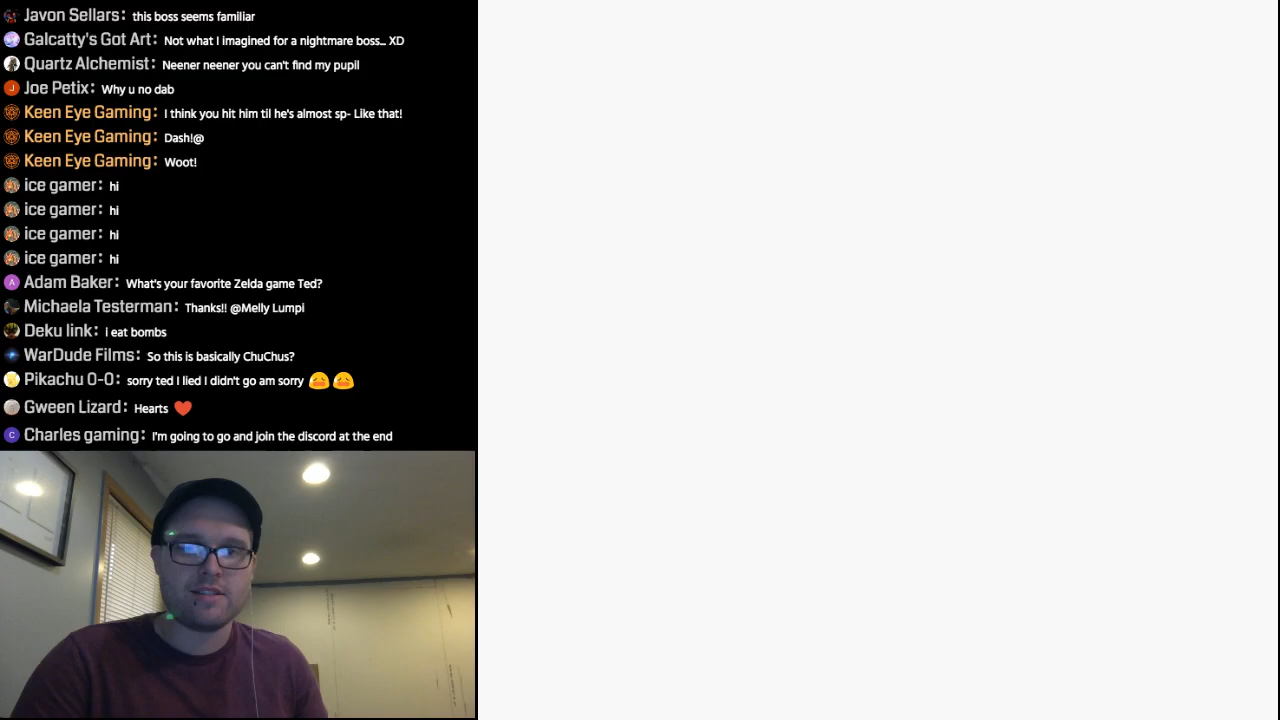 Javon Sellars: this boss seems familiar
Galcatty's Got Art: Not what I imagined for a nightmare boss... XD
Quartz Alchemist: Neener neener you can't find my pupil
Joe Petix: Why u no dab
Keen Eye Gaming: I think you hit him til he's almost sp- Like that!
Keen Eye Gaming: Dash!@
Keen Eye Gaming: Woot!
ice gamer: hi
ice gamer: hi
ice gamer: hi
ice gamer: hi
Adam Baker: What's your favorite Zelda game Ted?
Michaela Testerman: Thanks!! @Melly Lumpi
Deku link: i eat bombs
WarDude Films: So this is basically ChuChus?
Pikachu 0-0: sorry ted I lied I didn't go am sorry 😩😩
Gween Lizard: Hearts ❤️
Charles gaming: I'm going to go and join the discord at the end